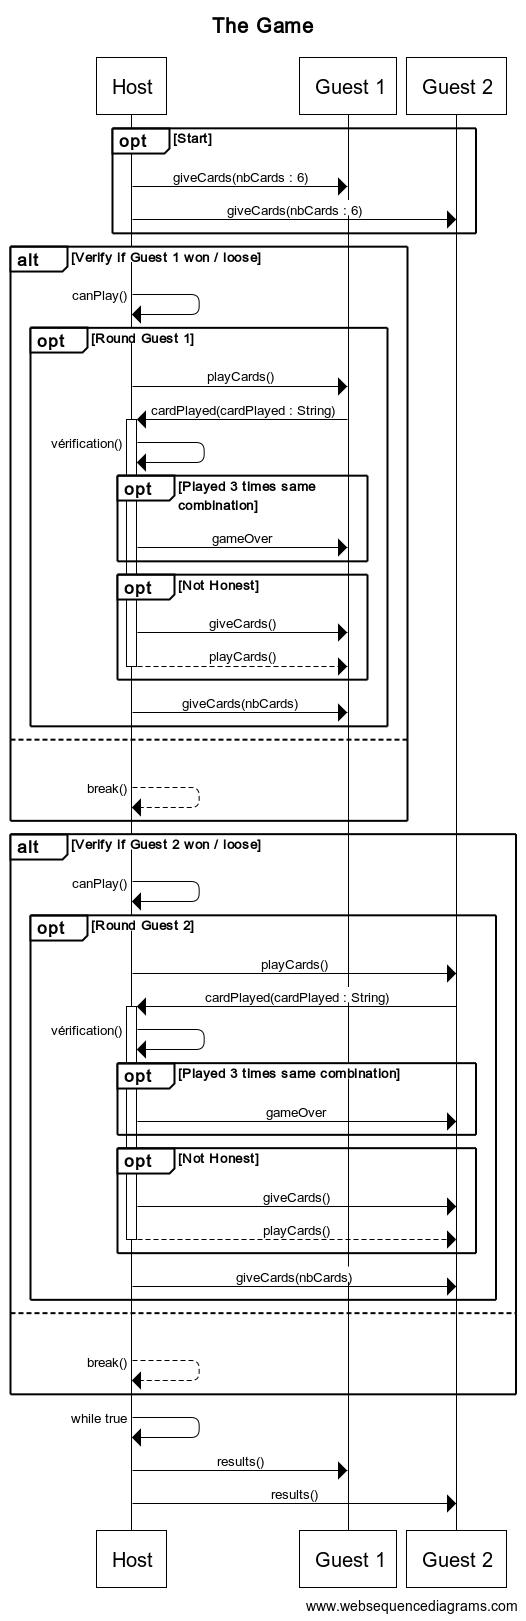 The Game
Host Guest 1 Guest 2
opt [Start]
giveCards(nbCards : 6)
giveCards(nbCards : 6)
alt [Verify if Guest 1 won / loose]
canPlay()
opt [Round Guest 1]
playCards()
cardPlayed(cardPlayed : String)
vérification()
opt [Played 3 times same
combination]
gameOver
opt [Not Honest]
giveCards()
playCards()
giveCards(nbCards)
break()
alt [Verify if Guest 2 won / loose]
canPlay()
opt [Round Guest 2]
playCards()
cardPlayed(cardPlayed : String)
vérification()
opt [Played 3 times same combination]
gameOver
opt [Not Honest]
giveCards()
playCards()
giveCards(nbCards)
break()
while true
results()
results()
Host Guest 1 Guest 2
www.websequencediagrams.com